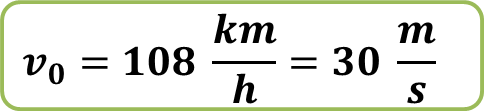 v₀ = 108 km/h = 30 m/s